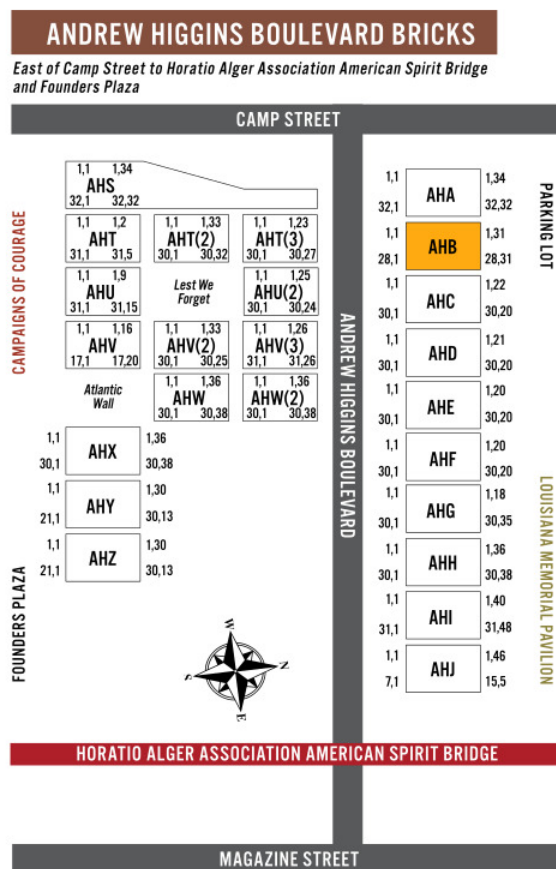 ANDREW HIGGINS BOULEVARD BRICKS
East of Camp Street to Horatio Alger Association American Spirit Bridge
and Founders Plaza
CAMP STREET
1,1 1,34
AHS
32,1 32,32
1,1 1,2
AHT
31,1 31,5
1,1 1,33
AHT(2)
30,1 30,32
1,1 1,23
AHT(3)
30,1 30,27
1,1 1,9
AHU
31,1 31,15
Lest We
Forget
1,1 1,25
AHU(2)
30,1 30,24
1,1 1,16
AHV
17,1 17,20
1,1 1,33
AHV(2)
30,1 30,25
1,1 1,26
AHV(3)
31,1 31,26
Atlantic
Wall
1,1 1,36
AHW
30,1 30,38
1,1 1,36
AHW(2)
30,1 30,38
1,1 1,36
AHX
30,1 30,38
1,1 1,30
AHY
21,1 30,13
1,1 1,30
AHZ
21,1 30,13
CAMPAIGNS OF COURAGE
FOUNDERS PLAZA
W
N
S
E
ANDREW HIGGINS BOULEVARD
1,1 1,34
AHA
32,1 32,32
1,1 1,31
AHB
28,1 28,31
1,1 1,22
AHC
30,1 30,20
1,1 1,21
AHD
30,1 30,20
1,1 1,20
AHE
30,1 30,20
1,1 1,20
AHF
30,1 30,20
1,1 1,18
AHG
30,1 30,35
1,1 1,36
AHH
30,1 30,38
1,1 1,40
AHI
31,1 31,48
1,1 1,46
AHJ
7,1 15,5
PARKING LOT
LOUISIANA MEMORIAL PAVILION
HORATIO ALGER ASSOCIATION AMERICAN SPIRIT BRIDGE
MAGAZINE STREET